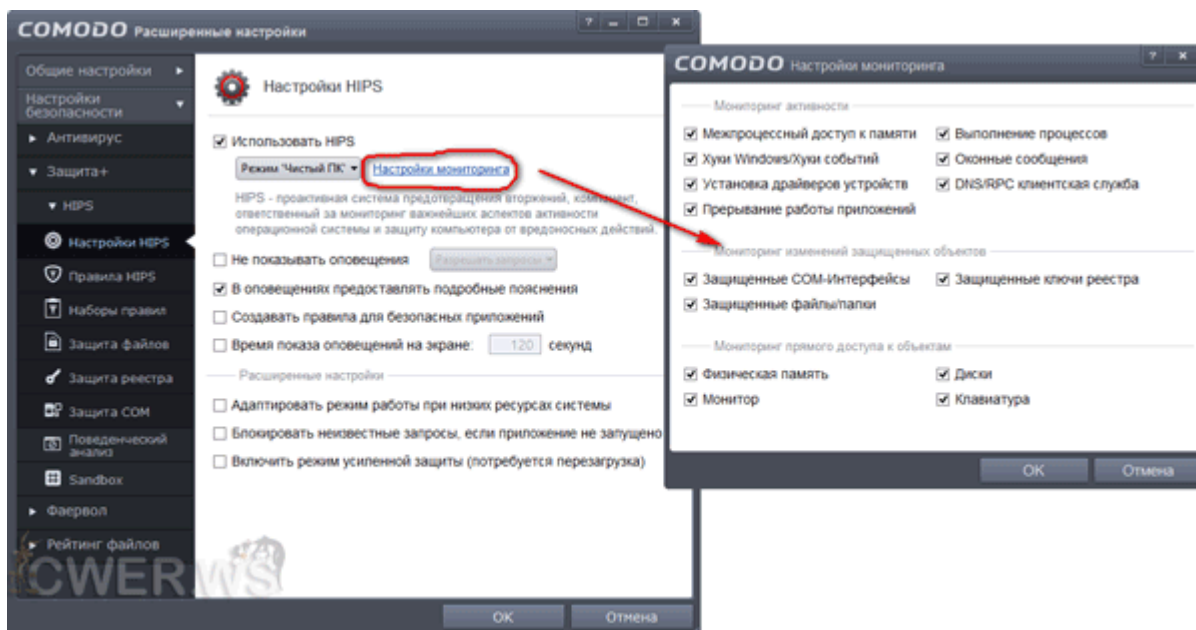 COMODO Расширенные настройки
Общие настройки
Настройки
безопасности
Антивирус
Защита+
HIPS
Настройки HIPS
Правила HIPS
Наборы правил
Защита файлов
Защита реестра
Защита COM
Поведенческий
анализ
Sandbox
Фаервол
Рейтинг файлов
CWER.WS
Настройки HIPS
Использовать HIPS
Режим 'Чистый ПК' Настройки мониторинга
HIPS - проактивная система предотвращения вторжений, компонент,
ответственный за мониторинг важнейших аспектов активности
операционной системы и защиту компьютера от вредоносных действий.
Не показывать оповещения Разрешать запросы
В оповещениях предоставлять подробные пояснения
Создавать правила для безопасных приложений
Время показа оповещений на экране: 120 секунд
Расширенные настройки
Адаптировать режим работы при низких ресурсах системы
Блокировать неизвестные запросы, если приложение не запущено
Включить режим усиленной защиты (потребуется перезагрузка)
OK Отмена
COMODO Настройки мониторинга
Мониторинг активности
Межпроцессный доступ к памяти Выполнение процессов
Хуки Windows/Хуки событий Оконные сообщения
Установка драйверов устройств DNS/RPC клиентская служба
Прерывание работы приложений
Мониторинг изменений защищенных объектов
Защищенные COM-Интерфейсы Защищенные ключи реестра
Защищенные файлы/папки
Мониторинг прямого доступа к объектам
Физическая память Диски
Монитор Клавиатура
OK Отмена